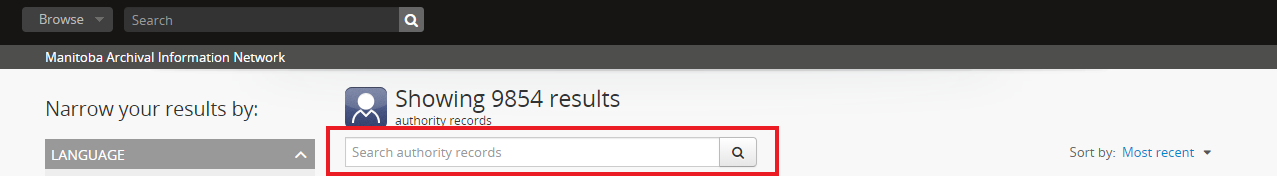 Browse
Search
Manitoba Archival Information Network
Narrow your results by:
Showing 9854 results
authority records
LANGUAGE
Search authority records
Sort by: Most recent